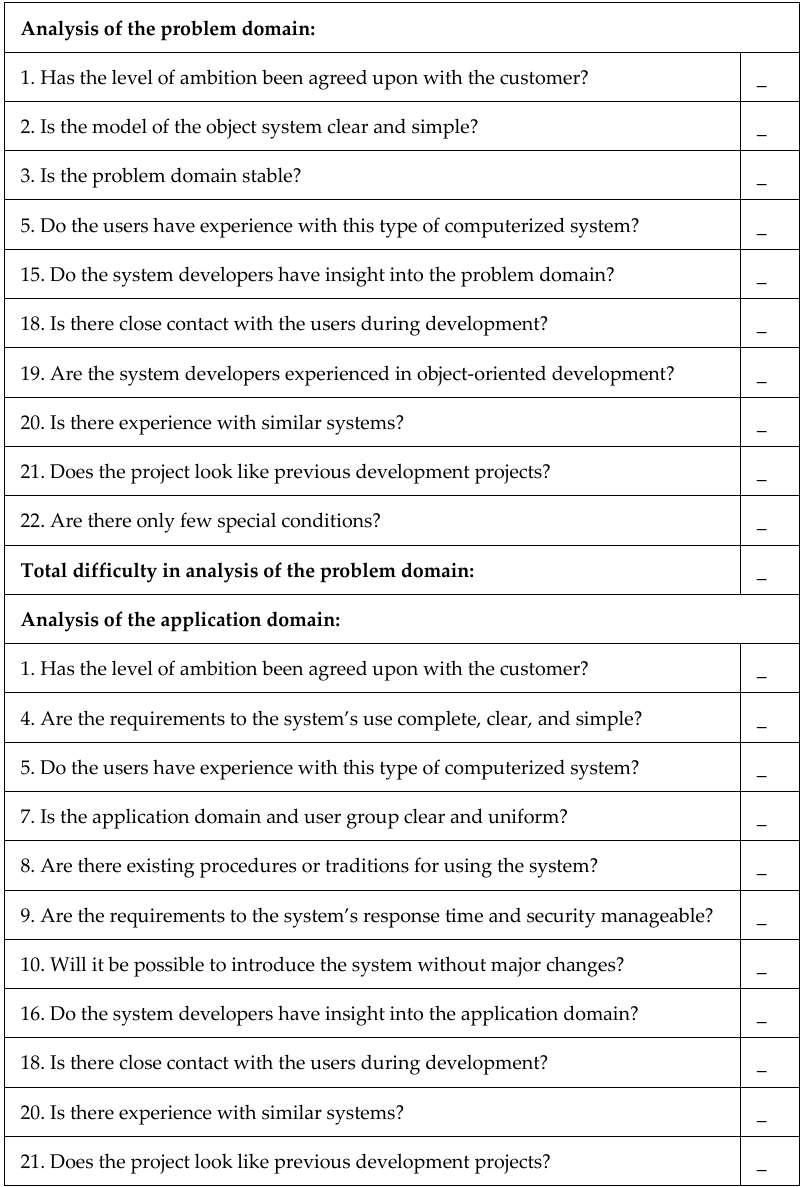 Analysis of the problem domain:
1. Has the level of ambition been agreed upon with the customer? _
2. Is the model of the object system clear and simple? _
3. Is the problem domain stable? _
5. Do the users have experience with this type of computerized system? _
15. Do the system developers have insight into the problem domain? _
18. Is there close contact with the users during development? _
19. Are the system developers experienced in object-oriented development? _
20. Is there experience with similar systems? _
21. Does the project look like previous development projects? _
22. Are there only few special conditions? _
Total difficulty in analysis of the problem domain: _
Analysis of the application domain:
1. Has the level of ambition been agreed upon with the customer? _
4. Are the requirements to the system’s use complete, clear, and simple? _
5. Do the users have experience with this type of computerized system? _
7. Is the application domain and user group clear and uniform? _
8. Are there existing procedures or traditions for using the system? _
9. Are the requirements to the system’s response time and security manageable? _
10. Will it be possible to introduce the system without major changes? _
16. Do the system developers have insight into the application domain? _
18. Is there close contact with the users during development? _
20. Is there experience with similar systems? _
21. Does the project look like previous development projects? _